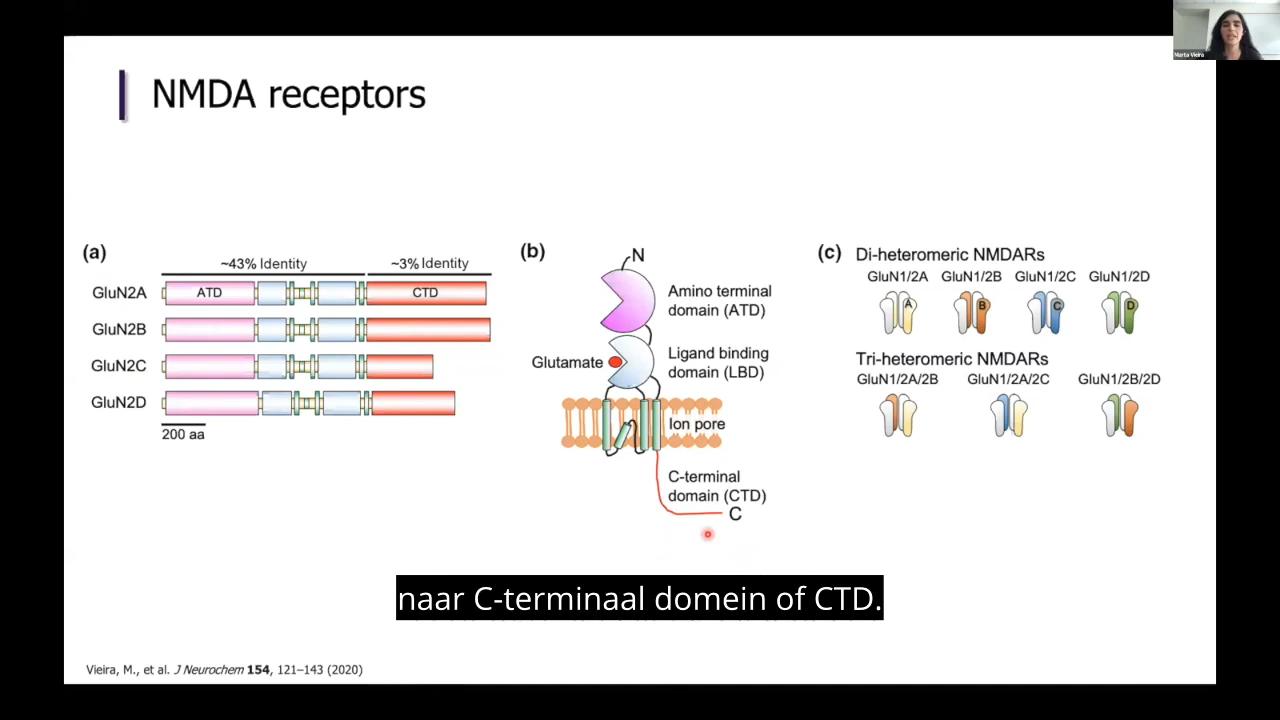 Marta Vieira
NMDA receptors
(a)
~43% Identity
~3% Identity
GluN2A
ATD
CTD
GluN2B
GluN2C
GluN2D
200 aa
(b)
N
Amino terminal
domain (ATD)
Glutamate
Ligand binding
domain (LBD)
Ion pore
C-terminal
domain (CTD)
C
(c)
Di-heteromeric NMDARs
GluN1/2A
GluN1/2B
GluN1/2C
GluN1/2D
A
B
C
D
Tri-heteromeric NMDARs
GluN1/2A/2B
GluN1/2A/2C
GluN1/2B/2D
naar C-terminaal domein of CTD.
Vieira, M., et al. J Neurochem 154, 121–143 (2020)